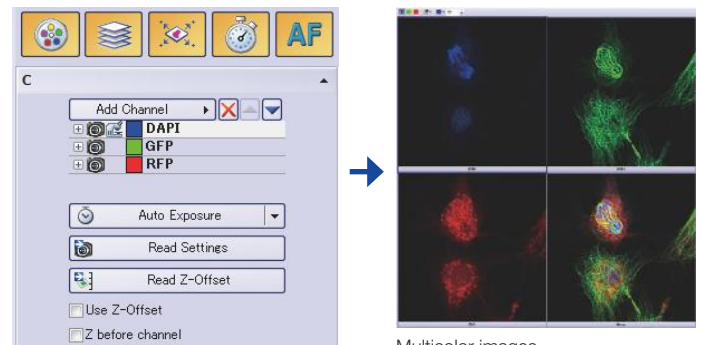 AF
C
Add Channel
DAPI
GFP
RFP
Auto Exposure
Read Settings
Read Z-Offset
Use Z-Offset
Z before channel
Multicolor images